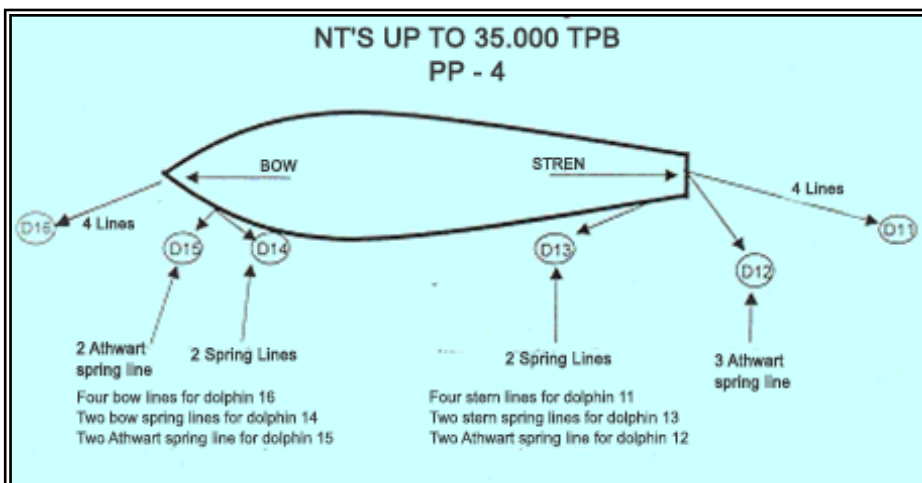 NT'S UP TO 35.000 TPB
PP - 4
BOW
STREN
4 Lines
4 Lines
D16
D15
D14
D13
D12
D11
2 Athwart
spring line
2 Spring Lines
2 Spring Lines
3 Athwart
spring line
Four bow lines for dolphin 16
Two bow spring lines for dolphin 14
Two Athwart spring line for dolphin 15
Four stern lines for dolphin 11
Two stern spring lines for dolphin 13
Two Athwart spring line for dolphin 12